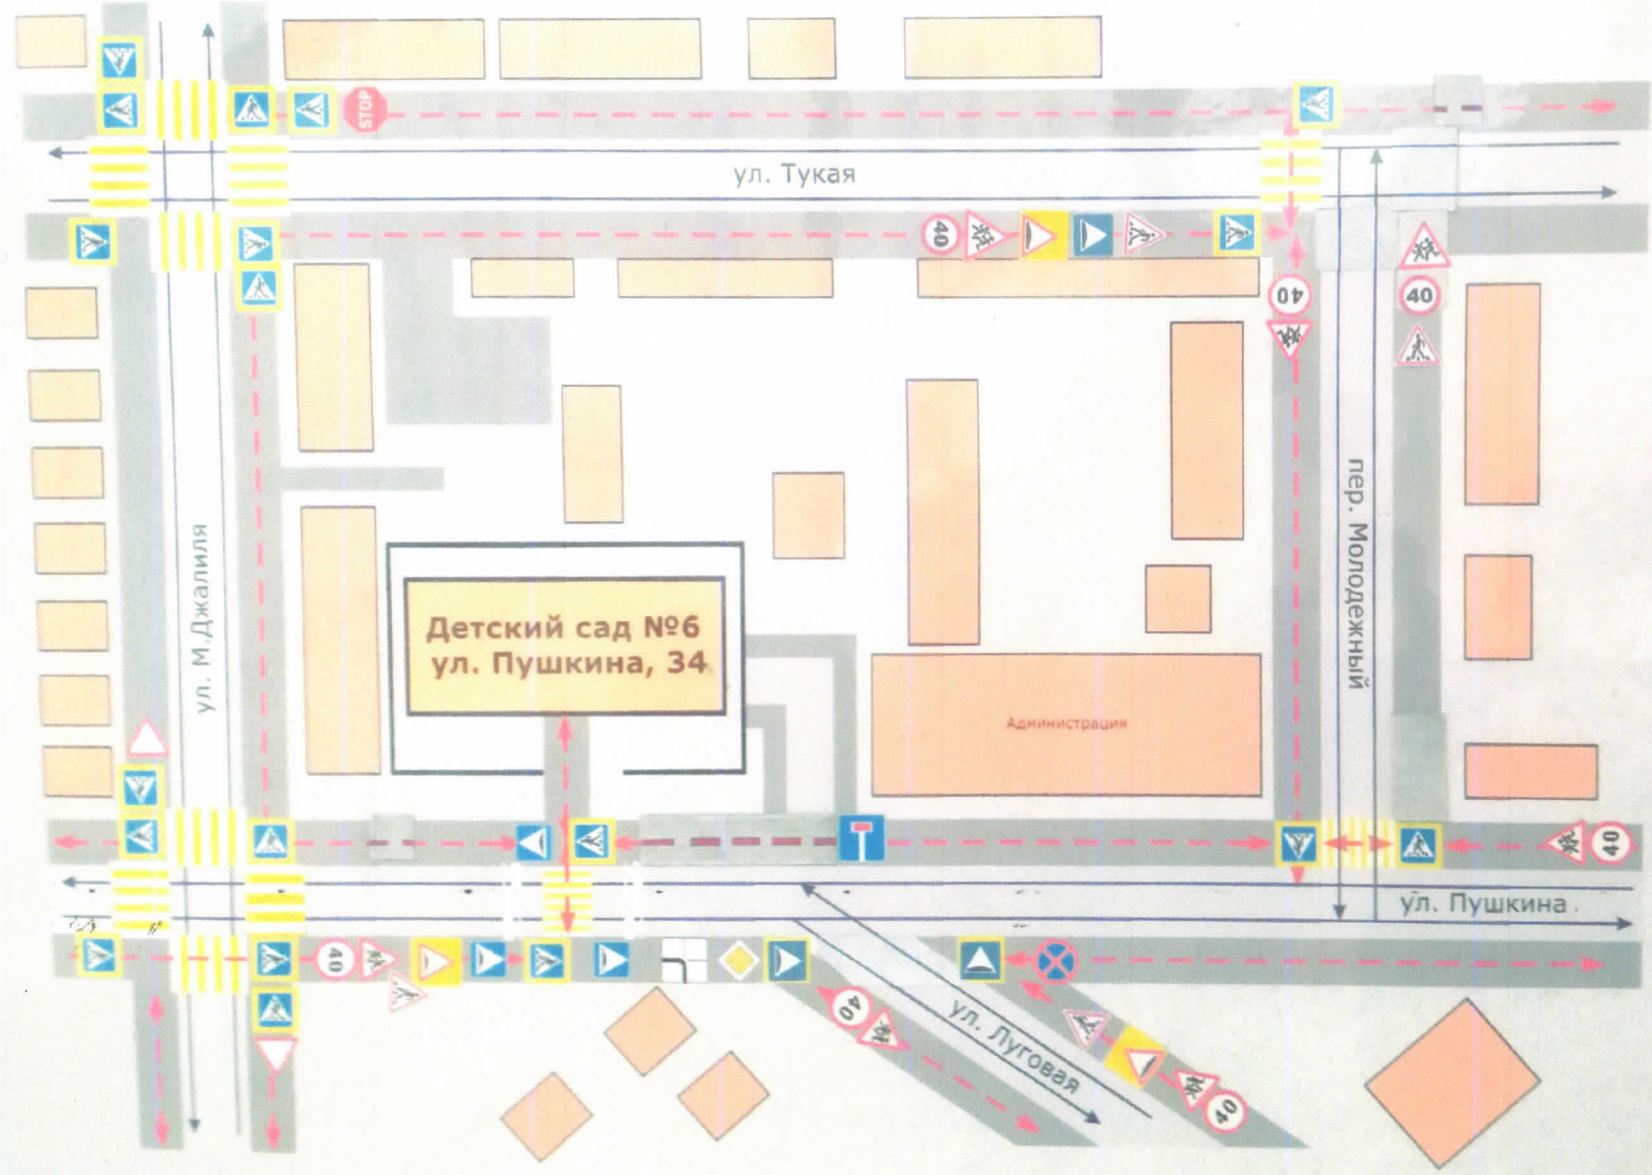 STOP
ул. Тукая
40
40
40
ул. М.Джалиля
пер. Молодежный
Детский сад №6
ул. Пушкина, 34
Администрация
40
ул. Пушкина
40
40
ул. Луговая
40